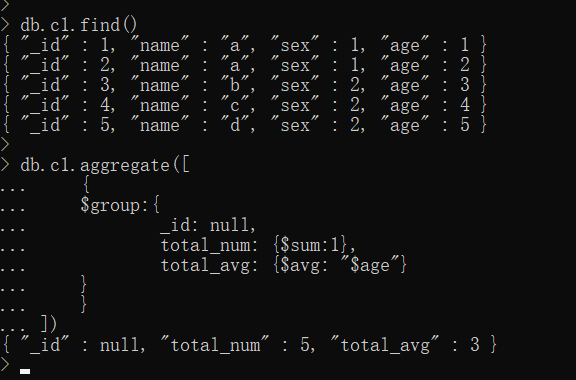 >
> db.c1.find()
{ "_id" : 1, "name" : "a", "sex" : 1, "age" : 1 }
{ "_id" : 2, "name" : "a", "sex" : 1, "age" : 2 }
{ "_id" : 3, "name" : "b", "sex" : 2, "age" : 3 }
{ "_id" : 4, "name" : "c", "sex" : 2, "age" : 4 }
{ "_id" : 5, "name" : "d", "sex" : 2, "age" : 5 }
>
> db.c1.aggregate([
...     {
...     $group:{
...             _id: null,
...             total_num: {$sum:1},
...             total_avg: {$avg: "$age"}
...     }
...     }
... ])
{ "_id" : null, "total_num" : 5, "total_avg" : 3 }
>